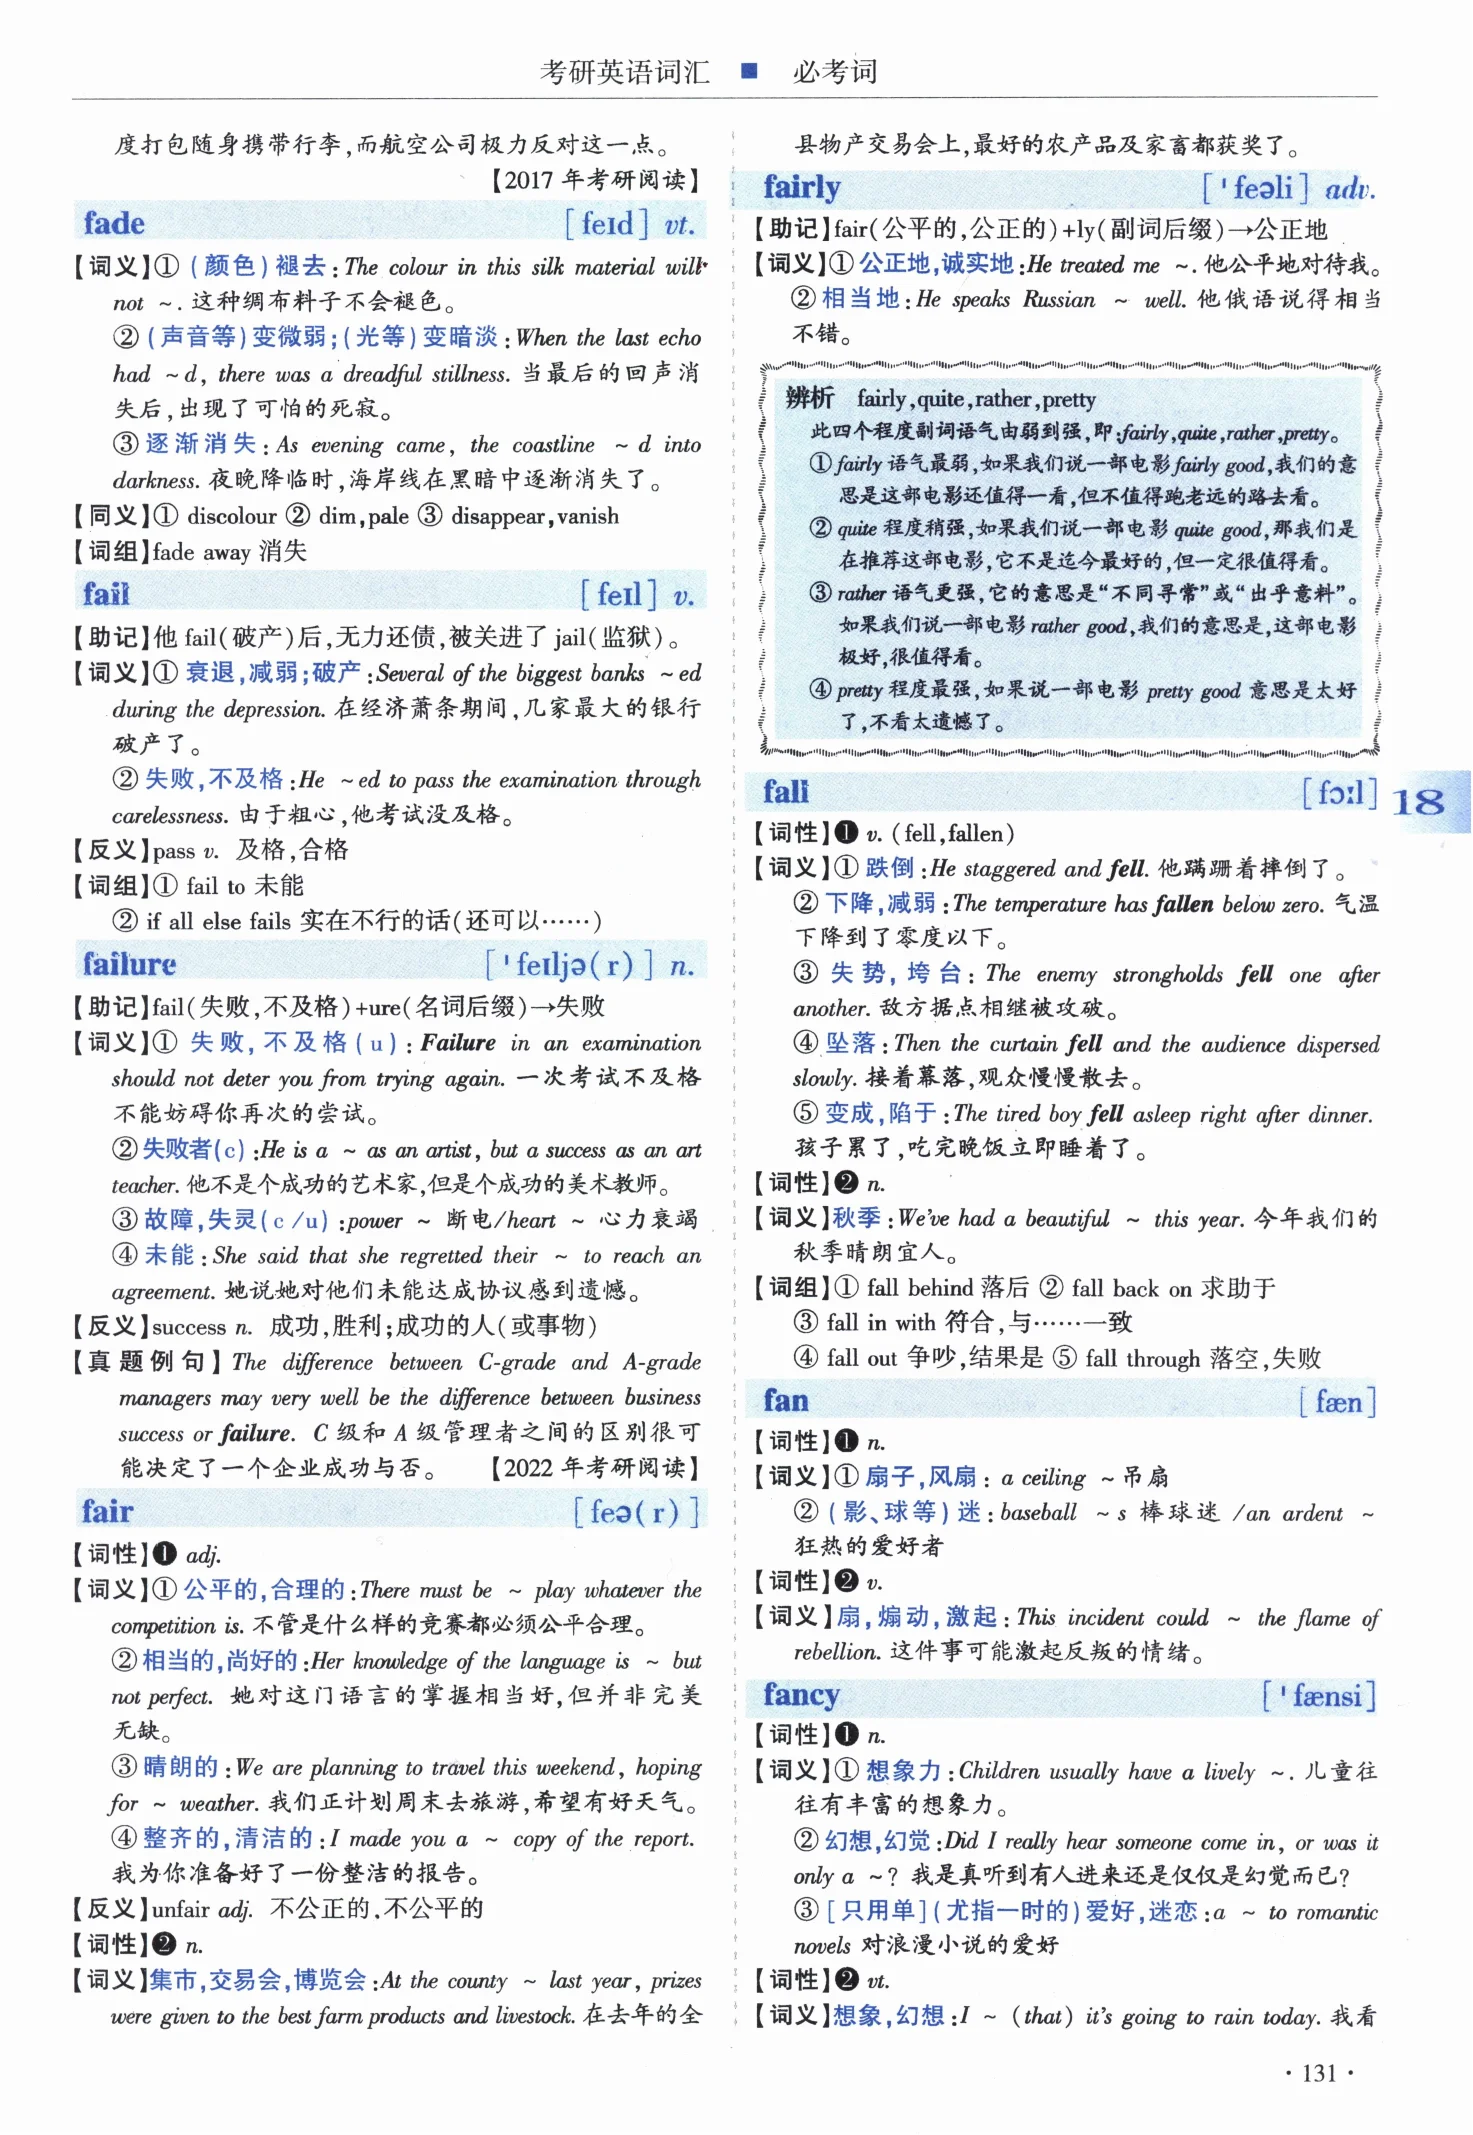 考研英语词汇 ■ 必考词
度打包随身携带行李,而航空公司极力反对这一点。
【2017 年考研阅读】
fade [feɪd] vt.
【词义】① (颜色)褪去:The colour in this silk material will
not ~. 这种绸布料子不会褪色。
② (声音等)变微弱;(光等)变暗淡:When the last echo
had ~d, there was a dreadful stillness. 当最后的回声消
失后,出现了可怕的死寂。
③ 逐渐消失:As evening came, the coastline ~d into
darkness. 夜晚降临时,海岸线在黑暗中逐渐消失了。
【同义】① discolour ② dim,pale ③ disappear,vanish
【词组】fade away 消失
fail [feɪl] v.
【助记】他 fail(破产)后,无力还债,被关进了 jail(监狱)。
【词义】① 衰退,减弱;破产:Several of the biggest banks ~ed
during the depression. 在经济萧条期间,几家最大的银行
破产了。
② 失败,不及格:He ~ed to pass the examination through
carelessness. 由于粗心,他考试没及格。
【反义】pass v. 及格,合格
【词组】① fail to 未能
② if all else fails 实在不行的话(还可以……)
failure [ˈfeɪljə(r)] n.
【助记】fail(失败,不及格)+ure(名词后缀)→失败
【词义】① 失败,不及格(u):Failure in an examination
should not deter you from trying again. 一次考试不及格
不能妨碍你再次的尝试。
②失败者(c):He is a ~ as an artist, but a success as an art
teacher. 他不是个成功的艺术家,但是个成功的美术教师。
③ 故障,失灵(c/u):power ~ 断电/heart ~ 心力衰竭
④ 未能:She said that she regretted their ~ to reach an
agreement. 她说她对他们未能达成协议感到遗憾。
【反义】success n. 成功,胜利;成功的人(或事物)
【真题例句】The difference between C-grade and A-grade
managers may very well be the difference between business
success or failure. C 级和 A 级管理者之间的区别很可
能决定了一个企业成功与否。 【2022 年考研阅读】
fair [feə(r)]
【词性】❶ adj.
【词义】① 公平的,合理的:There must be ~ play whatever the
competition is. 不管是什么样的竞赛都必须公平合理。
②相当的,尚好的:Her knowledge of the language is ~ but
not perfect. 她对这门语言的掌握相当好,但并非完美
无缺。
③晴朗的:We are planning to travel this weekend, hoping
for ~ weather. 我们正计划周末去旅游,希望有好天气。
④ 整齐的,清洁的:I made you a ~ copy of the report.
我为你准备好了一份整洁的报告。
【反义】unfair adj. 不公正的,不公平的
【词性】❷ n.
【词义】集市,交易会,博览会:At the county ~ last year, prizes
were given to the best farm products and livestock. 在去年的全
县物产交易会上,最好的农产品及家畜都获奖了。
fairly [ˈfeəli] adv.
【助记】fair(公平的,公正的)+ly(副词后缀)→公正地
【词义】①公正地,诚实地:He treated me ~. 他公平地对待我。
②相当地:He speaks Russian ~ well. 他俄语说得相当
不错。
辨析 fairly,quite,rather,pretty
此四个程度副词语气由弱到强,即:fairly,quite,rather,pretty。
①fairly 语气最弱,如果我们说一部电影fairly good,我们的意
思是这部电影还值得一看,但不值得跑老远的路去看。
② quite 程度稍强,如果我们说一部电影 quite good,那我们是
在推荐这部电影,它不是迄今最好的,但一定很值得看。
③ rather 语气更强,它的意思是“不同寻常”或“出乎意料”。
如果我们说一部电影 rather good,我们的意思是,这部电影
极好,很值得看。
④ pretty 程度最强,如果说一部电影 pretty good 意思是太好
了,不看太遗憾了。
fall [fɔːl]
18
【词性】❶ v. (fell,fallen)
【词义】① 跌倒:He staggered and fell. 他蹒跚着摔倒了。
② 下降,减弱:The temperature has fallen below zero. 气温
下降到了零度以下。
③ 失势,垮台:The enemy strongholds fell one after
another. 敌方据点相继被攻破。
④ 坠落:Then the curtain fell and the audience dispersed
slowly. 接着幕落,观众慢慢散去。
⑤ 变成,陷于:The tired boy fell asleep right after dinner.
孩子累了,吃完晚饭立即睡着了。
【词性】❷ n.
【词义】秋季:We've had a beautiful ~ this year. 今年我们的
秋季晴朗宜人。
【词组】① fall behind 落后 ② fall back on 求助于
③ fall in with 符合,与……一致
④ fall out 争吵,结果是 ⑤ fall through 落空,失败
fan [fæn]
【词性】❶ n.
【词义】① 扇子,风扇: a ceiling ~ 吊扇
② (影、球等)迷:baseball ~s 棒球迷 /an ardent ~
狂热的爱好者
【词性】❷ v.
【词义】扇,煽动,激起:This incident could ~ the flame of
rebellion. 这件事可能激起反叛的情绪。
fancy [ˈfænsi]
【词性】❶ n.
【词义】① 想象力:Children usually have a lively ~. 儿童往
往有丰富的想象力。
② 幻想,幻觉:Did I really hear someone come in, or was it
only a ~? 我是真听到有人进来还是仅仅是幻觉而已?
③ [只用单](尤指一时的)爱好,迷恋:a ~ to romantic
novels 对浪漫小说的爱好
【词性】❷ vt.
【词义】想象,幻想:I ~ (that) it's going to rain today. 我看
· 131 ·